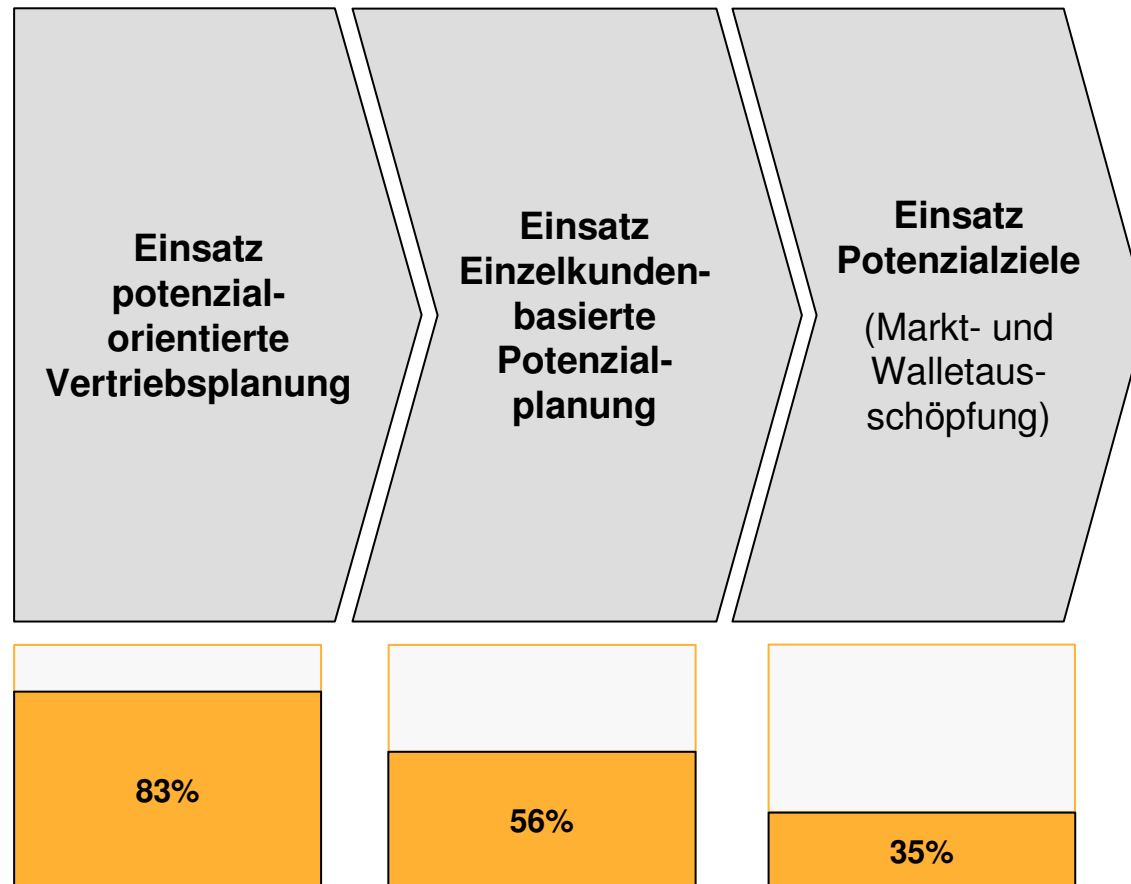 Einsatz
potenzial-
orientierte
Vertriebsplanung
Einsatz
Einzelkunden-
basierte
Potenzial-
planung
Einsatz
Potenzialziele
(Markt- und
Walletaus-
schöpfung)
83%
56%
35%